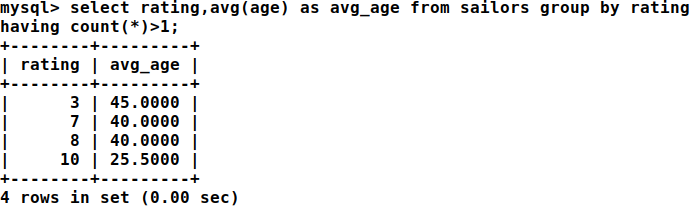 mysql> select rating,avg(age) as avg_age from sailors group by rating
having count(*)>1;
+--------+---------+
| rating | avg_age |
+--------+---------+
|      3 | 45.0000 |
|      7 | 40.0000 |
|      8 | 40.0000 |
|     10 | 25.5000 |
+--------+---------+
4 rows in set (0.00 sec)